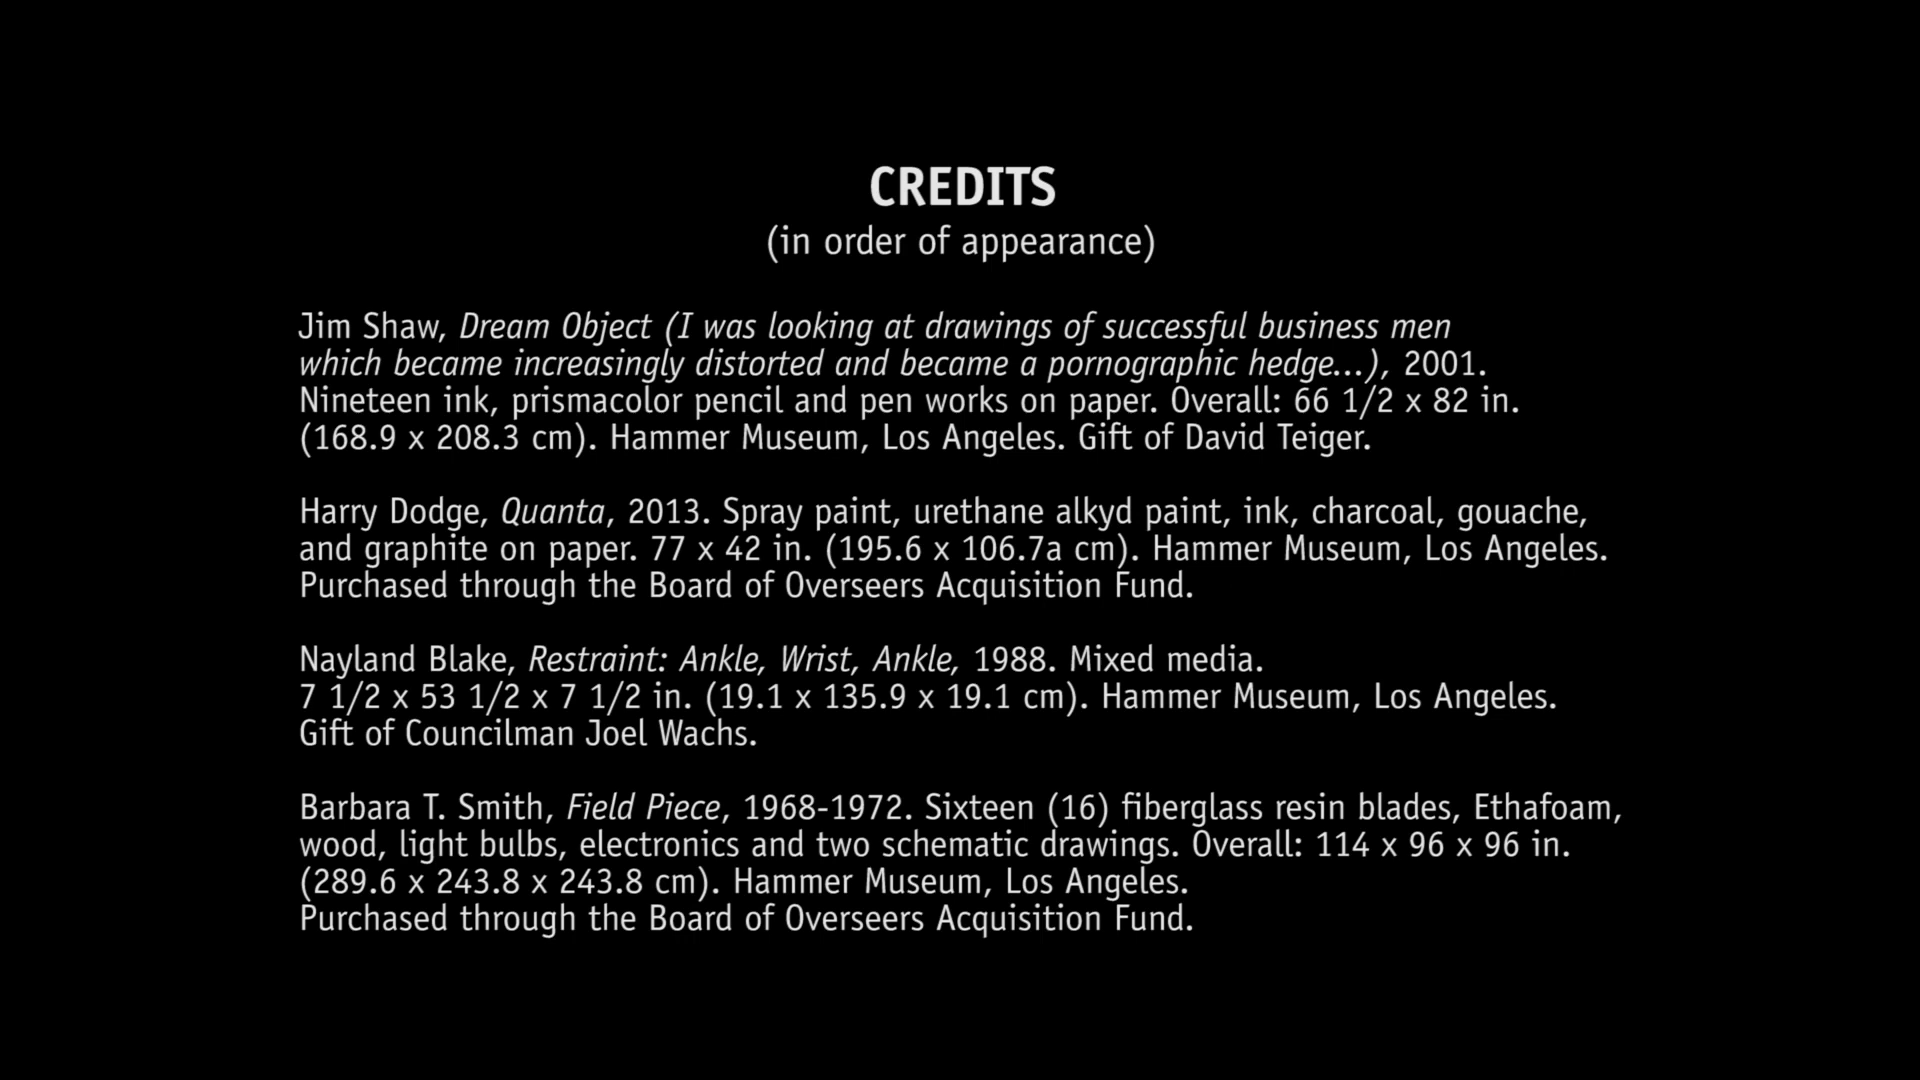 CREDITS
(in order of appearance)
Jim Shaw, Dream Object (I was looking at drawings of successful business men
which became increasingly distorted and became a pornographic hedge...), 2001.
Nineteen ink, prismacolor pencil and pen works on paper. Overall: 66 1/2 x 82 in.
(168.9 x 208.3 cm). Hammer Museum, Los Angeles. Gift of David Teiger.
Harry Dodge, Quanta, 2013. Spray paint, urethane alkyd paint, ink, charcoal, gouache,
and graphite on paper. 77 x 42 in. (195.6 x 106.7a cm). Hammer Museum, Los Angeles.
Purchased through the Board of Overseers Acquisition Fund.
Nayland Blake, Restraint: Ankle, Wrist, Ankle, 1988. Mixed media.
7 1/2 x 53 1/2 x 7 1/2 in. (19.1 x 135.9 x 19.1 cm). Hammer Museum, Los Angeles.
Gift of Councilman Joel Wachs.
Barbara T. Smith, Field Piece, 1968-1972. Sixteen (16) fiberglass resin blades, Ethafoam,
wood, light bulbs, electronics and two schematic drawings. Overall: 114 x 96 x 96 in.
(289.6 x 243.8 x 243.8 cm). Hammer Museum, Los Angeles.
Purchased through the Board of Overseers Acquisition Fund.